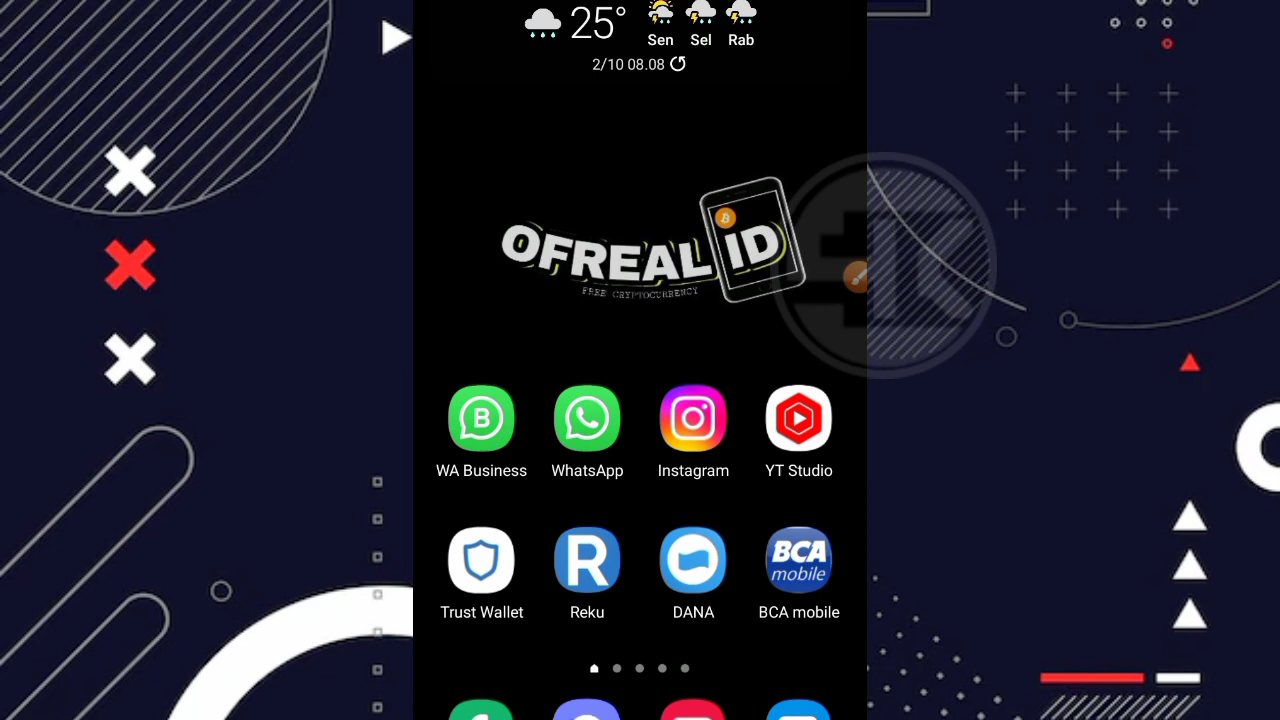 25°
Sen Sel Rab
2/10 08.08
OFREAL ID
FREE CRYPTOCURRENCY
WA Business WhatsApp Instagram YT Studio
B
R
BCA
mobile
Trust Wallet Reku DANA BCA mobile